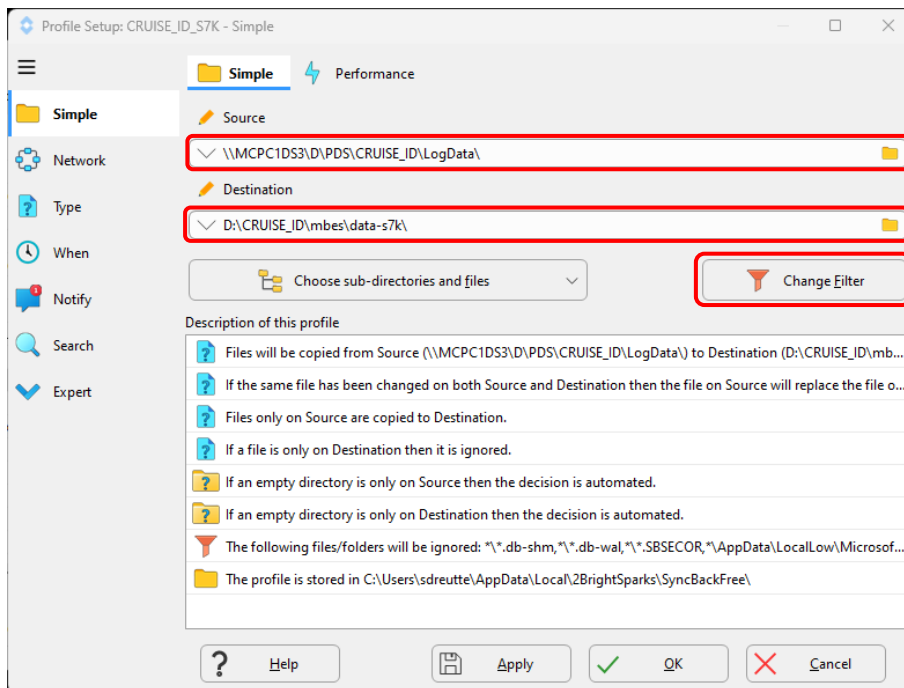 Profile Setup: CRUISE_ID_S7K - Simple
Simple
Performance
Simple
Source
\\MCPC1DS3\D\PDS\CRUISE_ID\LogData\
Network
Destination
Type
D:\CRUISE_ID\mbes\data-s7k\
When
Choose sub-directories and files
Change Filter
Notify
1
Description of this profile
Search
Files will be copied from Source (\\MCPC1DS3\D\PDS\CRUISE_ID\LogData\) to Destination (D:\CRUISE_ID\mb...
If the same file has been changed on both Source and Destination then the file on Source will replace the file o...
Expert
Files only on Source are copied to Destination.
If a file is only on Destination then it is ignored.
If an empty directory is only on Source then the decision is automated.
If an empty directory is only on Destination then the decision is automated.
The following files/folders will be ignored: *\*.db-shm,*\*.db-wal,*\*.SBSECOR,*\AppData\LocalLow\Microsof...
The profile is stored in C:\Users\sdreutte\AppData\Local\2BrightSparks\SyncBackFree\
Help
Apply
OK
Cancel